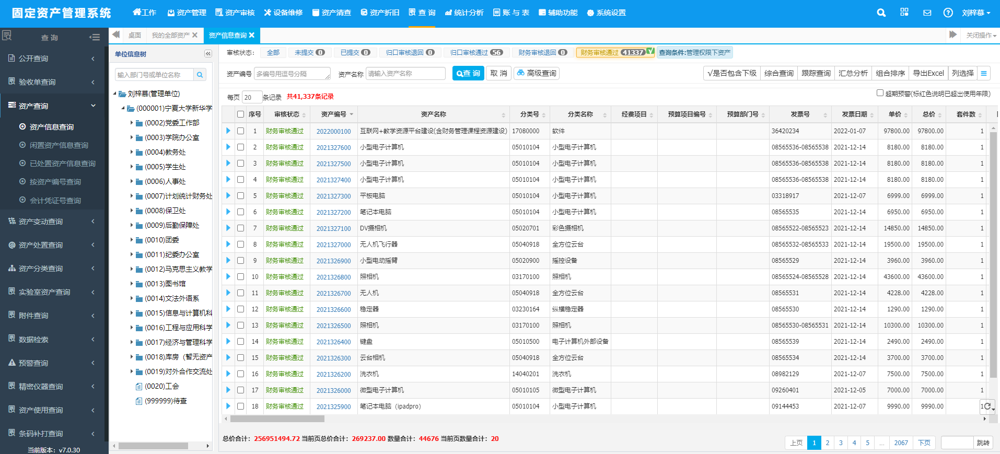 固定资产管理系统
工作 资产管理 资产审核 设备维修 资产清查 资产折旧 查 询 统计分析 账 与 表 辅助功能 系统设置 刘梓慕
查 询
公开查询
验收单查询
资产查询
资产信息查询
闲置资产信息查询
已处置资产信息查询
按资产编号查询
会计凭证号查询
资产变动查询
资产处置查询
资产分类查询
实验室资产查询
附件查询
数据检索
预警查询
精密仪器查询
资产使用查询
条码补打查询
当前版本：v7.0.30
桌面 我的全部资产 资产信息查询 关闭操作
单位信息树
输入部门号或单位名称
刘梓慕(管理单位)
(000001)宁夏大学新华学
(0002)党委工作部
(0003)学院办公室
(0004)教务处
(0005)学生处
(0006)人事处
(0007)计划统计财务处
(0008)保卫处
(0009)后勤保障处
(0010)团委
(0011)纪委办公室
(0012)马克思主义教学
(0013)图书馆
(0014)文法外语系
(0015)信息与计算机科
(0016)工程与应用科学
(0017)经济与管理科学
(0018)库房（暂无资产
(0019)对外合作交流处
(0020)工会
(999999)待查
审核状态： 全部 未提交 0 已提交 0 归口审核退回 0 归口审核通过 56 财务审核退回 0 财务审核通过 41337 查询条件:管理权限下资产
资产编号 多编号用逗号分隔 资产名称 请输入资产名称 查 询 取 消 高级查询 √是否包含下级 综合查询 跟踪查询 汇总分析 组合排序 导出Excel 列选择
每页 20 条记录 共41,337条记录 超期预警(标红色说明已超出使用年限)
序号 审核状态 资产编号 资产名称 分类号 分类名称 经费项目 预算项目编号 预算部门号 发票号 发票日期 单价 总价 套件数
1 财务审核通过 2022000100 互联网+教学资源平台建设(含财务管理课程资源建设) 17080000 软件 36420234 2022-01-07 97800.00 97800.00 1
2 财务审核通过 2021327600 小型电子计算机 05010104 小型电子计算机 08565536-08565538 2021-12-14 8180.00 8180.00 1
3 财务审核通过 2021327500 小型电子计算机 05010104 小型电子计算机 08565536-08565538 2021-12-14 8180.00 8180.00 1
4 财务审核通过 2021327400 小型电子计算机 05010104 小型电子计算机 08565536-08565538 2021-12-14 8180.00 8180.00 1
5 财务审核通过 2021327300 平板电脑 05010104 小型电子计算机 03318917 2021-12-07 6999.00 6999.00 1
6 财务审核通过 2021327200 笔记本电脑 05010104 小型电子计算机 08565535 2021-12-14 6950.00 6950.00 1
7 财务审核通过 2021327100 DV摄相机 05020701 彩色摄相机 08565522-08565523 2021-12-14 14850.00 14850.00 1
8 财务审核通过 2021327000 无人机飞行器 05040918 全方位云台 08565532-08565533 2021-12-14 19500.00 19500.00 1
9 财务审核通过 2021326900 小型电动摇臂 05020900 摇控设备 08565529 2021-12-14 3960.00 3960.00 1
10 财务审核通过 2021326800 照相机 03170100 照相机 08565524-08565528 2021-12-14 43600.00 43600.00 1
11 财务审核通过 2021326700 无人机 05040918 全方位云台 08565531 2021-12-14 4228.00 4228.00 1
12 财务审核通过 2021326600 稳定器 03230164 纵横稳定器 08565530 2021-12-14 1290.00 1290.00 1
13 财务审核通过 2021326500 照相机 03170100 照相机 08565530-08565531 2021-12-14 10300.00 10300.00 1
14 财务审核通过 2021326400 键盘 05010500 电子计算机外部设备 08565539 2021-12-14 2490.00 2490.00 1
15 财务审核通过 2021326300 云台相机 05040918 全方位云台 08565534 2021-12-14 3700.00 3700.00 1
16 财务审核通过 2021326200 洗衣机 14040201 洗衣机 08982129 2021-12-07 7500.00 7500.00 1
17 财务审核通过 2021326000 微型电子计算机 05010105 微型电子计算机 09260401 2021-12-05 7000.00 7000.00 1
18 财务审核通过 2021325900 笔记本电脑（ipadpro） 05010104 小型电子计算机 09144453 2021-12-07 9990.00 9990.00 1
总价合计：256951494.72 当前页总价合计：269237.00 数量合计：44676 当前页数量合计：20
上页 1 2 3 4 5 ... 2067 下页 跳转